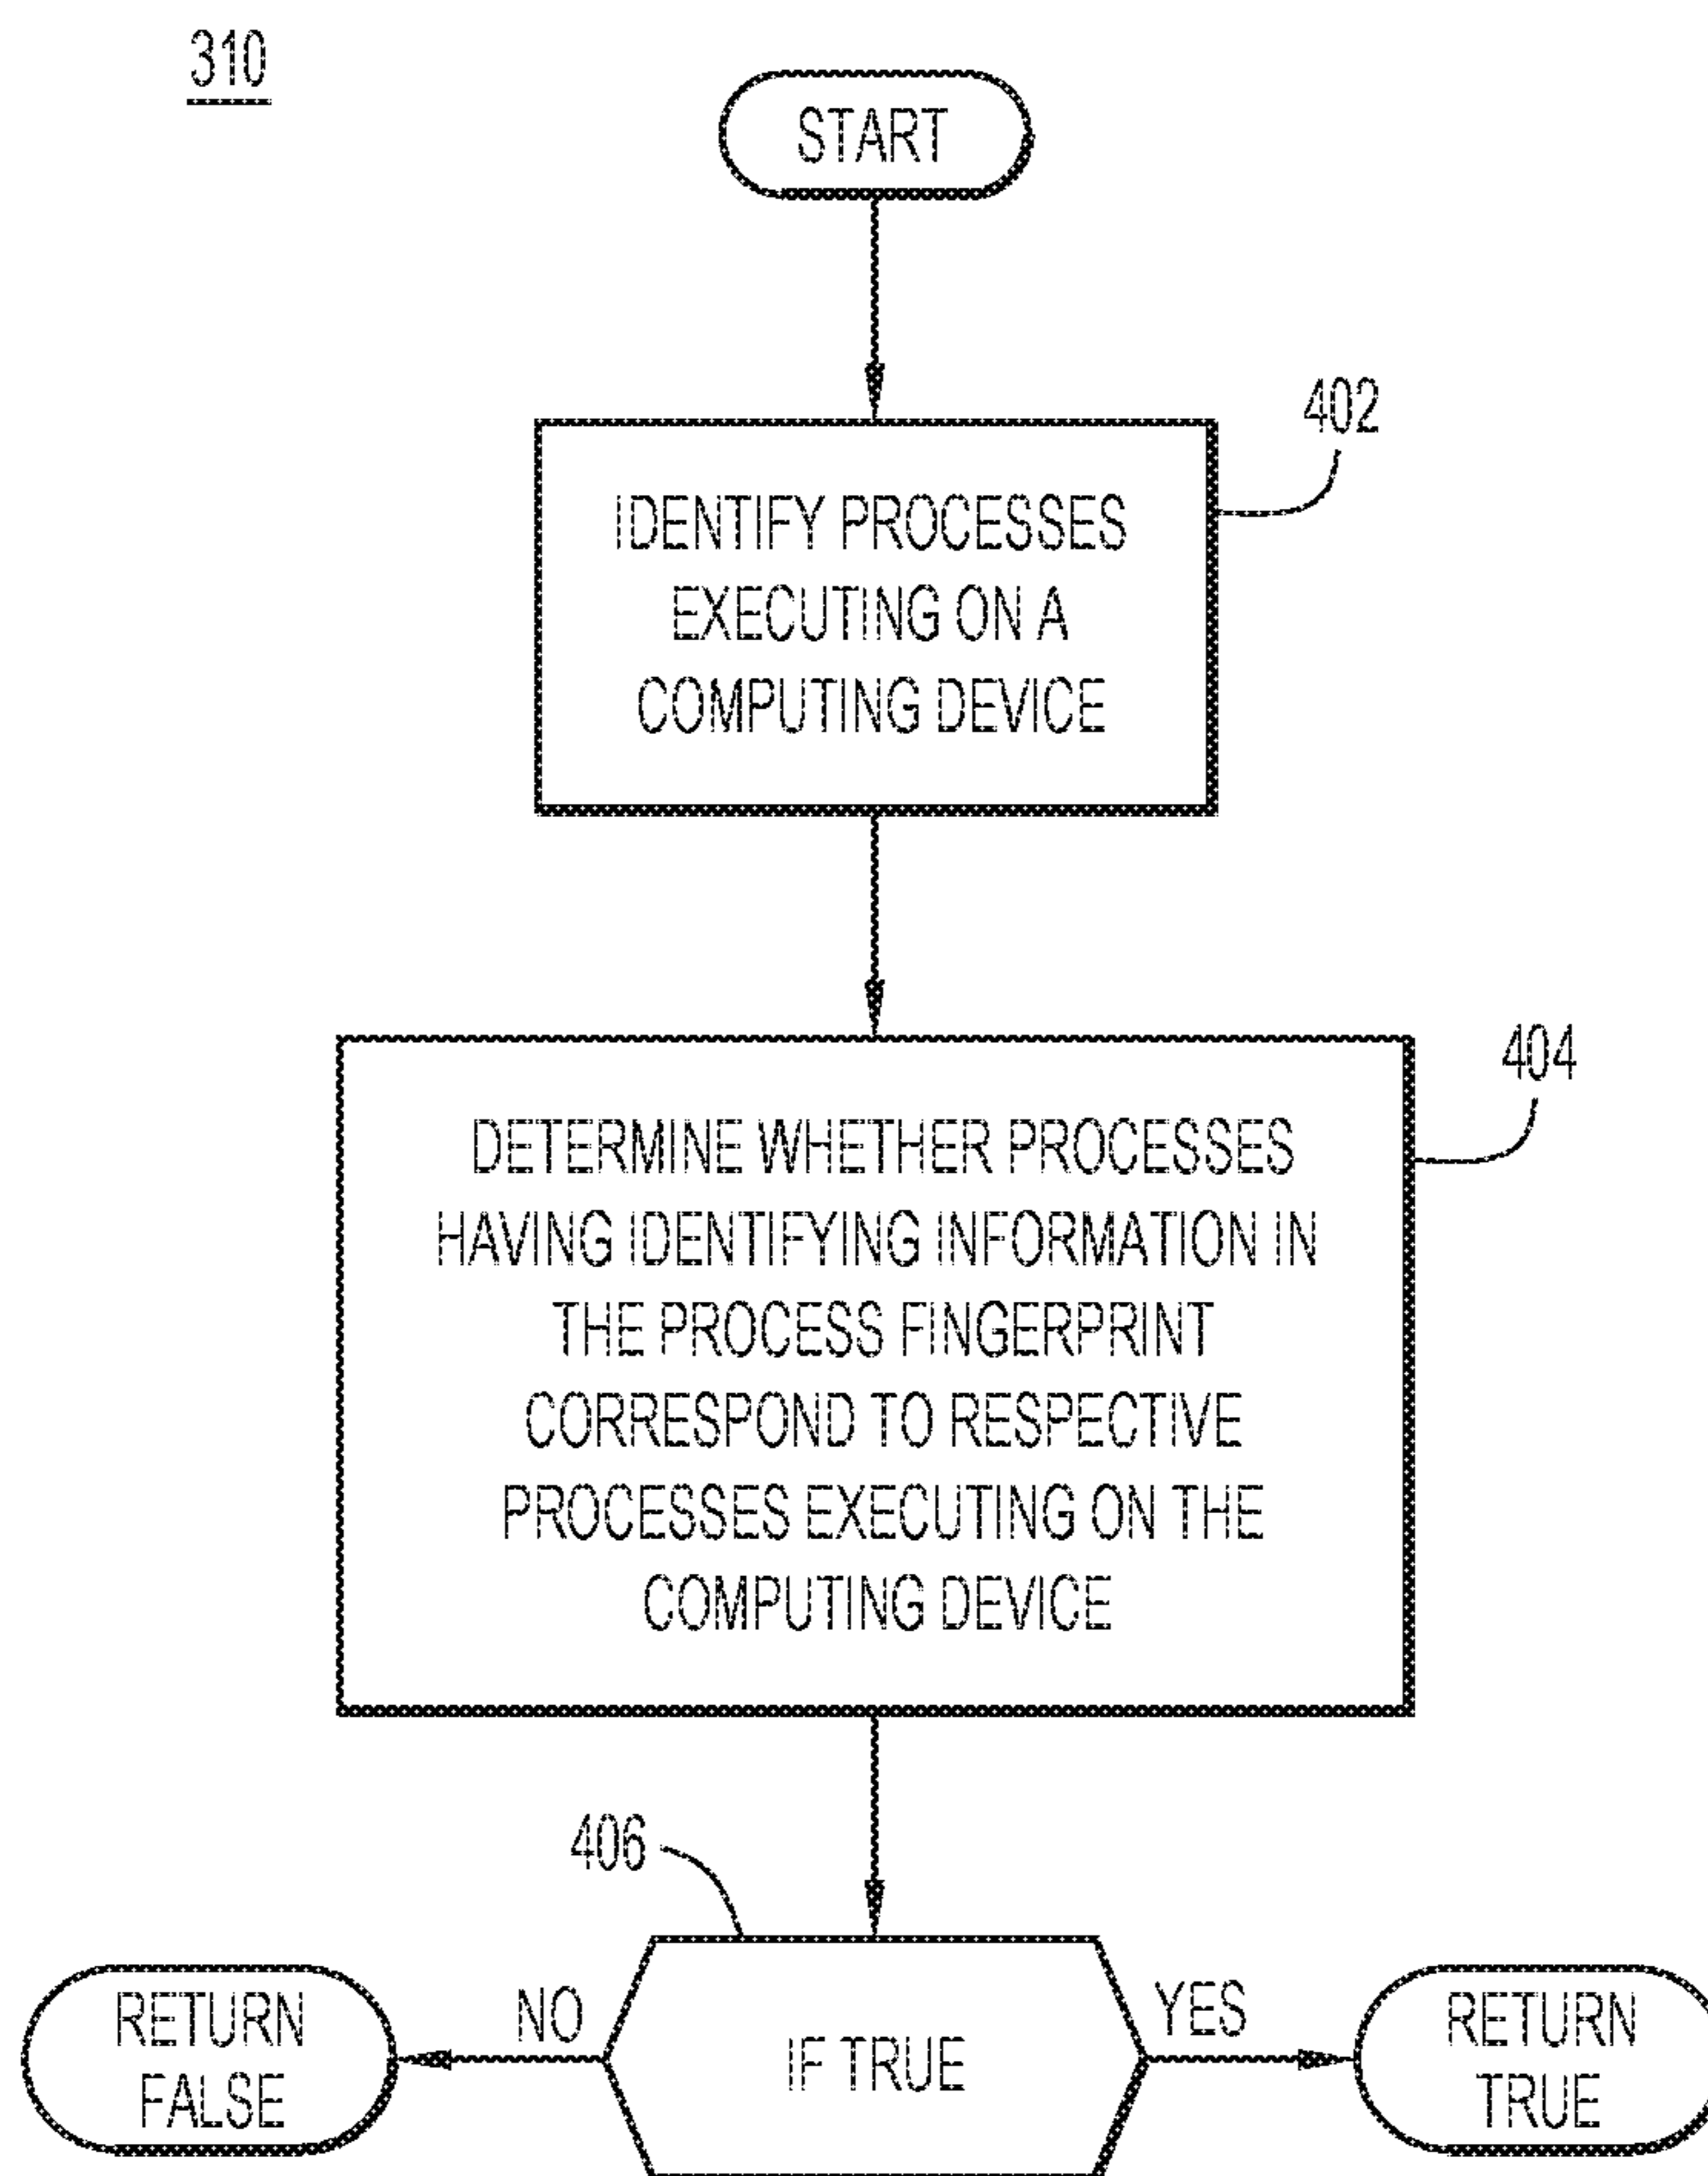 310
START
402
IDENTIFY PROCESSES
EXECUTING ON A
COMPUTING DEVICE
404
DETERMINE WHETHER PROCESSES
HAVING IDENTIFYING INFORMATION IN
THE PROCESS FINGERPRINT
CORRESPOND TO RESPECTIVE
PROCESSES EXECUTING ON THE
COMPUTING DEVICE
406
RETURN
FALSE
NO
IF TRUE
YES
RETURN
TRUE